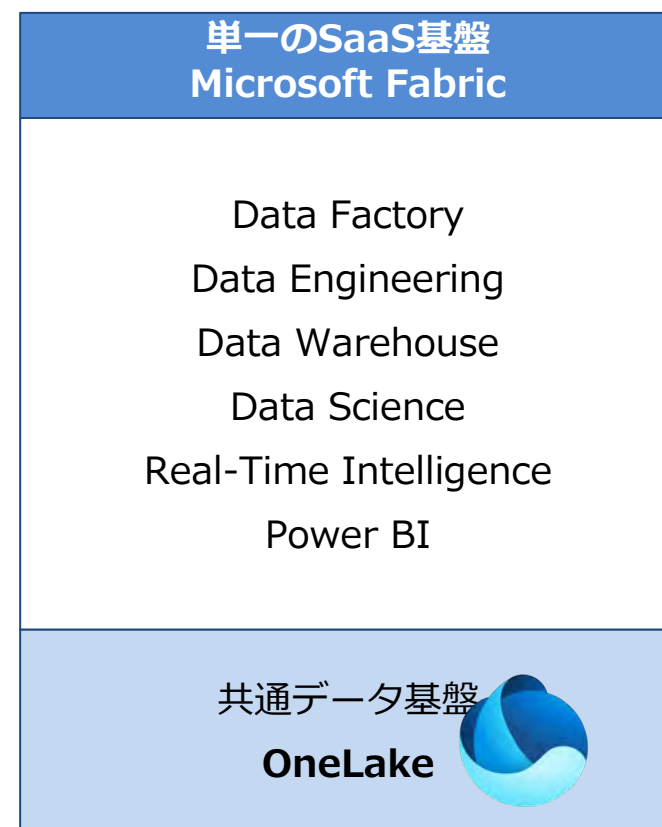 単一のSaaS基盤
Microsoft Fabric
Data Factory
Data Engineering
Data Warehouse
Data Science
Real-Time Intelligence
Power BI
共通データ基盤
OneLake